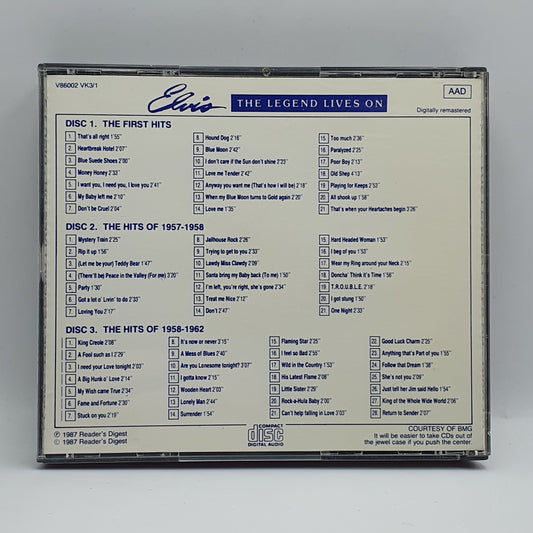 V86002 VK3/1
AAD
Elvis THE LEGEND LIVES ON
Digitally remastered
DISC 1. THE FIRST HITS
1. That's all right 1'55"
2. Heartbreak Hotel 2'07"
3. Blue Suede Shoes 2'00"
4. Money Honey 2'33"
5. I want you, I need you, I love you 2'41"
6. My Baby left me 2'10"
7. Don't be Cruel 2'04"
8. Hound Dog 2'16"
9. Blue Moon 2'42"
10. I don't care if the Sun don't shine 2'23"
11. Love me Tender 2'42"
12. Anyway you want me (That's how I will be) 2'18"
13. When my Blue Moon turns to Gold again 2'20"
14. Love me 1'35"
15. Too much 2'36"
16. Paralyzed 2'25"
17. Poor Boy 2'13"
18. Old Shep 4'13"
19. Playing for Keeps 2'53"
20. All shook up 1'58"
21. That's when your Heartaches begin 3'26"
DISC 2. THE HITS OF 1957-1958
1. Mystery Train 2'25"
2. Rip it up 1'56"
3. (Let me be your) Teddy Bear 1'47"
4. (There'll be) Peace in the Valley (For me) 3'20"
5. Party 1'30"
6. Got a lot o' Livin' to do 2'33"
7. Loving You 2'17"
8. Jailhouse Rock 2'26"
9. Trying to get to you 2'33"
10. Lawdy Miss Clawdy 2'09"
11. Santa bring my Baby back (To me) 1'50"
12. I'm left, you're right, she's gone 2'34"
13. Treat me Nice 2'12"
14. Don't 2'47"
15. Hard Headed Woman 1'53"
16. I beg of you 1'53"
17. Wear my Ring around your Neck 2'15"
18. Doncha' Think it's Time 1'56"
19. T.R.O.U.B.L.E. 2'18"
20. I got stung 1'50"
21. One Night 2'33"
DISC 3. THE HITS OF 1958-1962
1. King Creole 2'08"
2. A Fool such as I 2'29"
3. I need your Love tonight 2'03"
4. A Big Hunk o' Love 2'14"
5. My Wish came True 2'34"
6. Fame and Fortune 2'30"
7. Stuck on you 2'19"
8. It's now or never 3'15"
9. A Mess of Blues 2'40"
10. Are you Lonesome tonight? 3'07"
11. I gotta know 2'15"
12. Wooden Heart 2'03"
13. Lonely Man 2'44"
14. Surrender 1'54"
15. Flaming Star 2'25"
16. I feel so Bad 2'55"
17. Wild in the Country 1'53"
18. His Latest Flame 2'08"
19. Little Sister 2'29"
20. Rock-a-Hula Baby 2'00"
21. Can't help falling in Love 3'03"
22. Good Luck Charm 2'25"
23. Anything that's Part of you 1'55"
24. Follow that Dream 1'38"
25. She's not you 2'09"
26. Just tell her Jim said Hello 1'54"
27. King of the Whole Wide World 2'06"
28. Return to Sender 2'07"
℗ 1987 Reader's Digest
© 1987 Reader's Digest
COMPACT
disc
DIGITAL AUDIO
COURTESY OF BMG
It will be easier to take CDs out of
the jewel case if you push to centre.